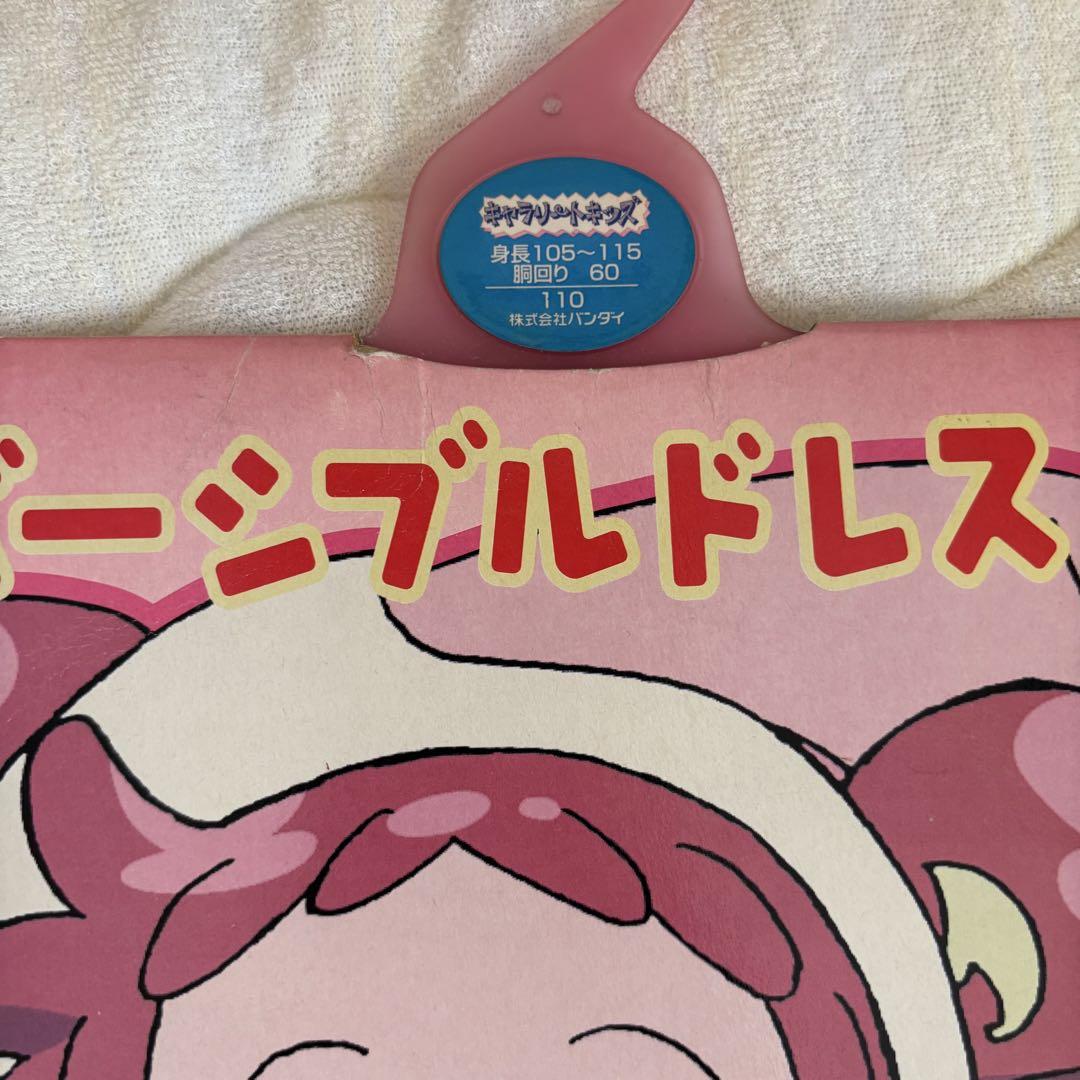 キャラリートキッズ
身長105～115
胴回り 60
110
株式会社バンダイ
ージブルドレス